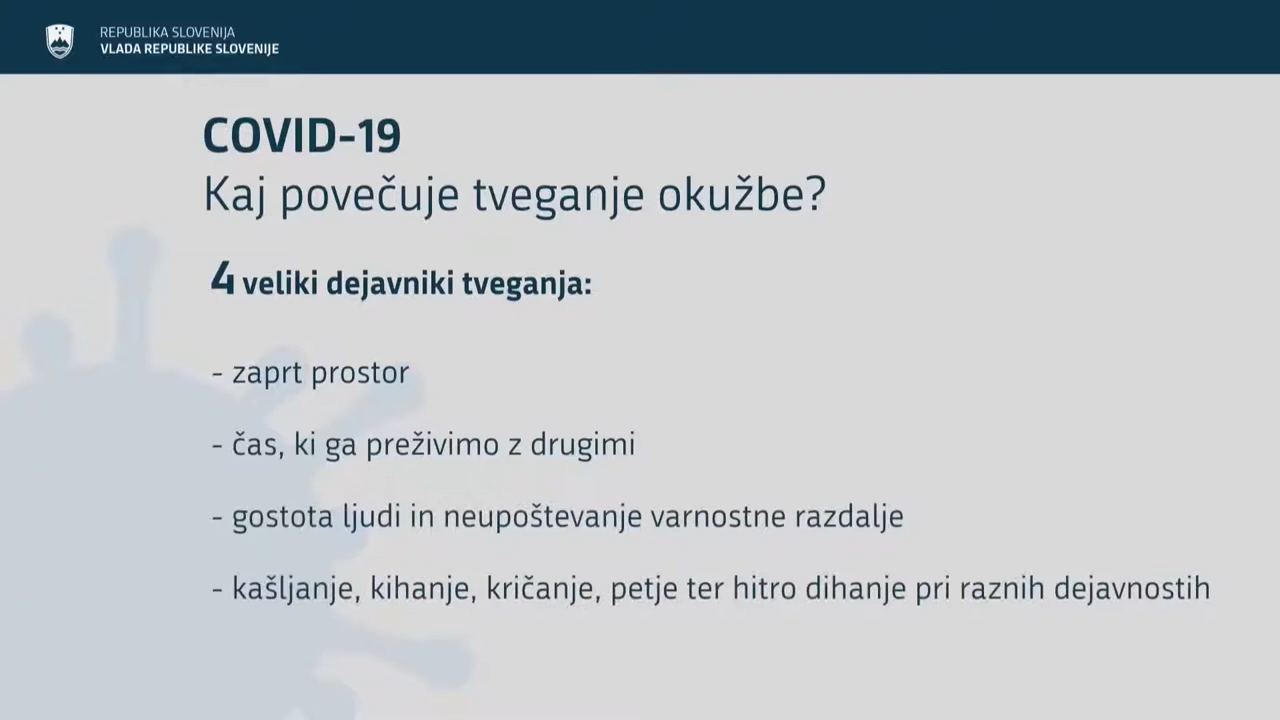 REPUBLIKA SLOVENIJA
VLADA REPUBLIKE SLOVENIJE
COVID-19
Kaj povečuje tveganje okužbe?
4 veliki dejavniki tveganja:
- zaprt prostor
- čas, ki ga preživimo z drugimi
- gostota ljudi in neupoštevanje varnostne razdalje
- kašljanje, kihanje, kričanje, petje ter hitro dihanje pri raznih dejavnostih